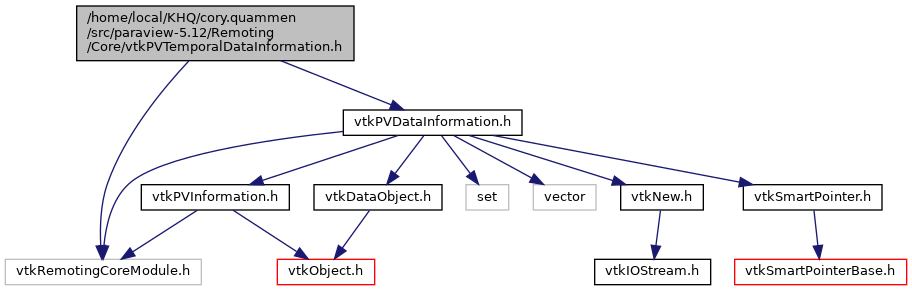 /home/local/KHQ/cory.quammen
/src/paraview-5.12/Remoting
/Core/vtkPVTemporalDataInformation.h
vtkPVDataInformation.h
vtkPVInformation.h
vtkDataObject.h
set
vector
vtkNew.h
vtkSmartPointer.h
vtkRemotingCoreModule.h
vtkObject.h
vtkIOStream.h
vtkSmartPointerBase.h